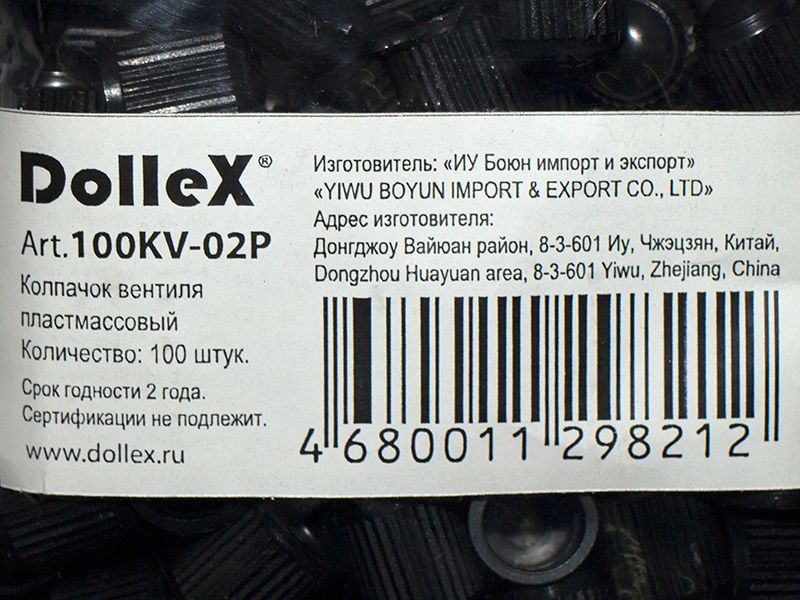 DolleX®
Art.100KV-02P
Колпачок вентиля
пластмассовый
Количество: 100 штук.
Срок годности 2 года.
Сертификации не подлежит.
www.dollex.ru
Изготовитель: «ИУ Боюн импорт и экспорт»
«YIWU BOYUN IMPORT & EXPORT CO., LTD»
Адрес изготовителя:
Донгджоу Вайюан район, 8-3-601 Иу, Чжэцзян, Китай,
Dongzhou Huayuan area, 8-3-601 Yiwu, Zhejiang, China
4 680011 298212